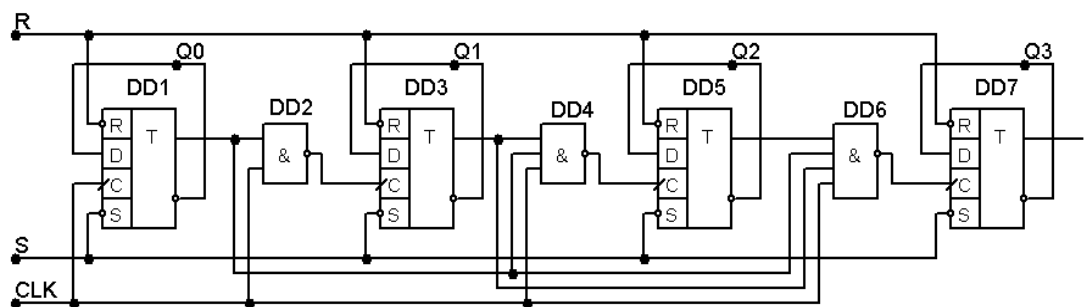 R
Q0 Q1 Q2 Q3
DD1 DD3 DD5 DD7
DD2 DD4 DD6
R T R T R T R T
D & D & D & D
C C C C
S S S S
S
CLK